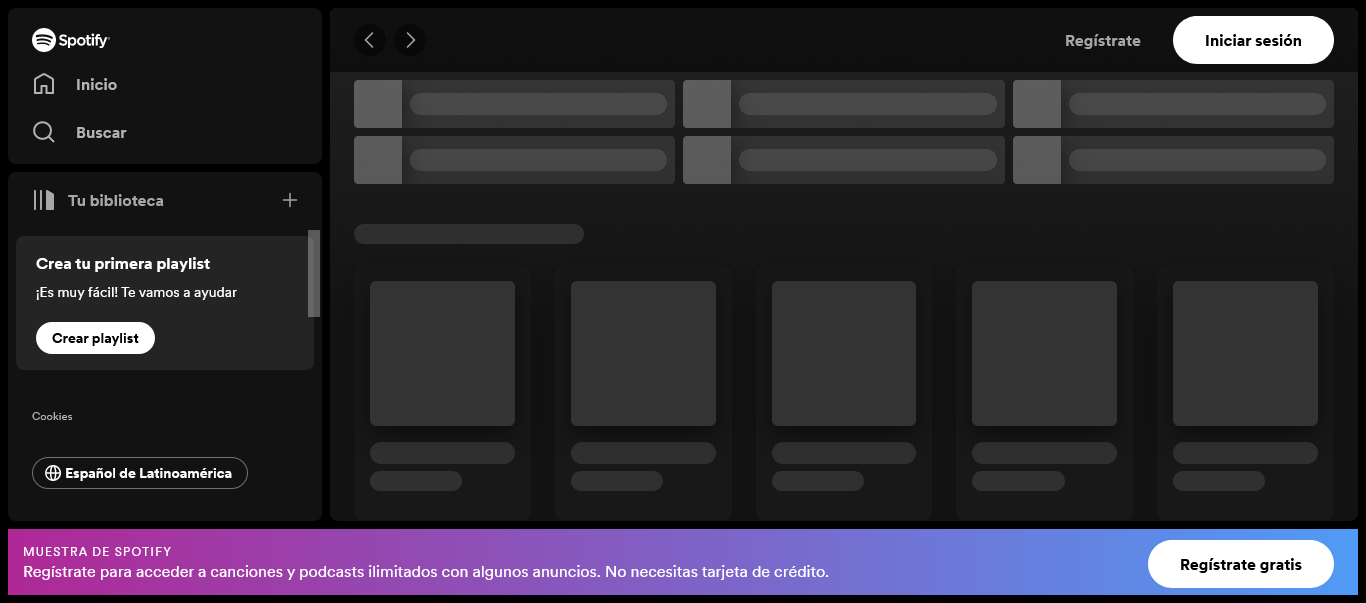 Spotify
Inicio
Buscar
Tu biblioteca
Crea tu primera playlist
¡Es muy fácil! Te vamos a ayudar
Crear playlist
Cookies
Español de Latinoamérica
Regístrate
Iniciar sesión
MUESTRA DE SPOTIFY
Regístrate para acceder a canciones y podcasts ilimitados con algunos anuncios. No necesitas tarjeta de crédito.
Regístrate gratis